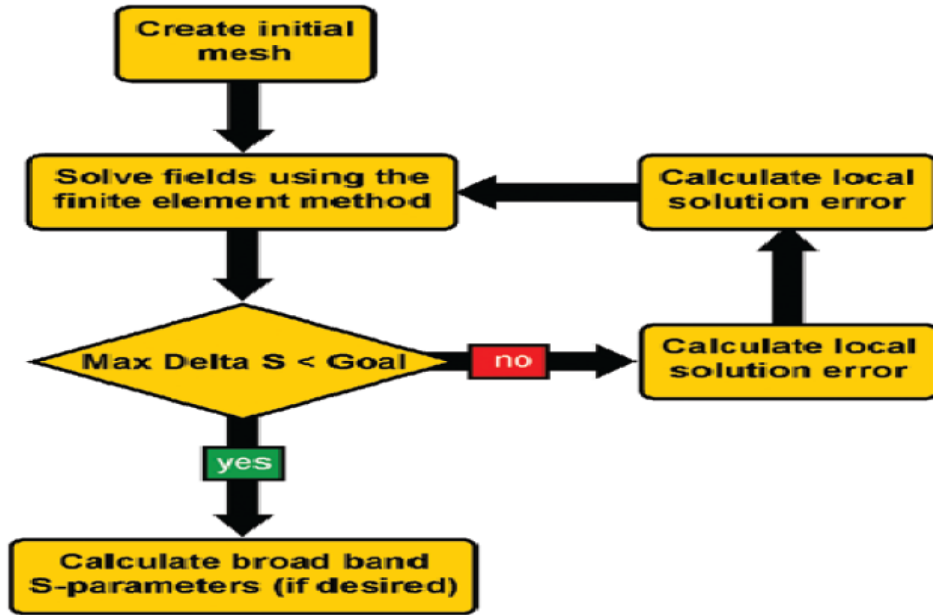 Create initial
mesh
Solve fields using the
finite element method
Calculate local
solution error
Max Delta S < Goal
no
Calculate local
solution error
yes
Calculate broad band
S-parameters (if desired)